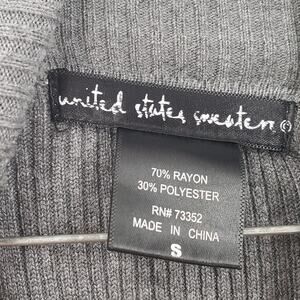 united states sweaters ©
70% RAYON
30% POLYESTER
RN# 73352
MADE IN CHINA
S